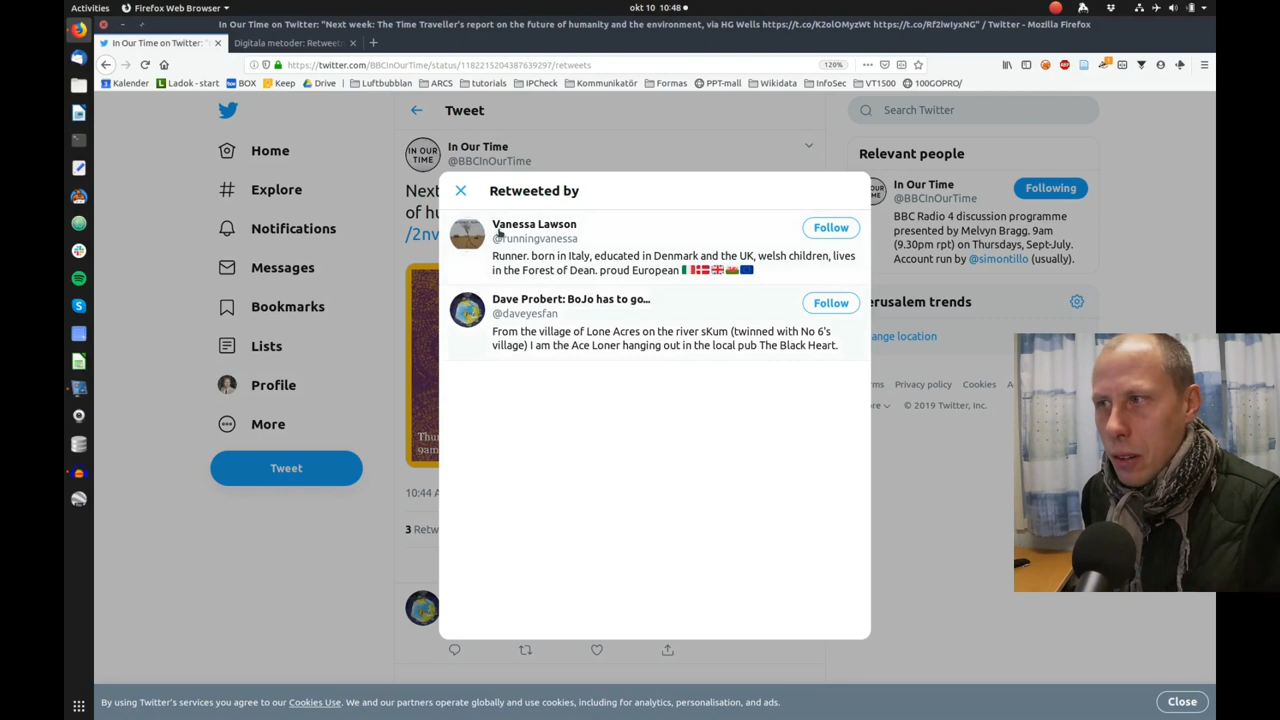 Activities Firefox Web Browser okt 10 10:48
In Our Time on Twitter: "Next week: The Time Traveller's report on the future of humanity and the environment, via HG Wells https://t.co/K2olOMyzWt https://t.co/Rf2iwIyxNG" / Twitter - Mozilla Firefox
In Our Time on Twitter: " Digitala metoder: Retweet
https://twitter.com/BBCInOurTime/status/1182215204387639297/retweets 120%
Kalender Ladok - start BOX Keep Drive Luftbubblan ARCS tutorials IPCheck Kommunikatör Formas PPT-mall Wikidata InfoSec VT1500 100GOPRO/
Home
Explore
Notifications
Messages
Bookmarks
Lists
Profile
More
Tweet
Tweet
In Our Time
@BBCInOurTime
Next
of hu
/2nv
Thu
9am
10:44 A
3 Retw
Retweeted by
Vanessa Lawson
@runningvanessa
Follow
Runner. born in Italy, educated in Denmark and the UK, welsh children, lives
in the Forest of Dean. proud European
Dave Probert: BoJo has to go...
@daveyesfan
Follow
From the village of Lone Acres on the river sKum (twinned with No 6's
village) I am the Ace Loner hanging out in the local pub The Black Heart.
Search Twitter
Relevant people
In Our Time
@BBCInOurTime
Following
BBC Radio 4 discussion programme
presented by Melvyn Bragg. 9am
(9.30pm rpt) on Thursdays, Sept-July.
Account run by @simontillo (usually).
erusalem trends
ange location
rms Privacy policy Cookies A
re © 2019 Twitter, Inc.
By using Twitter's services you agree to our Cookies Use. We and our partners operate globally and use cookies, including for analytics, personalisation, and ads.
Close